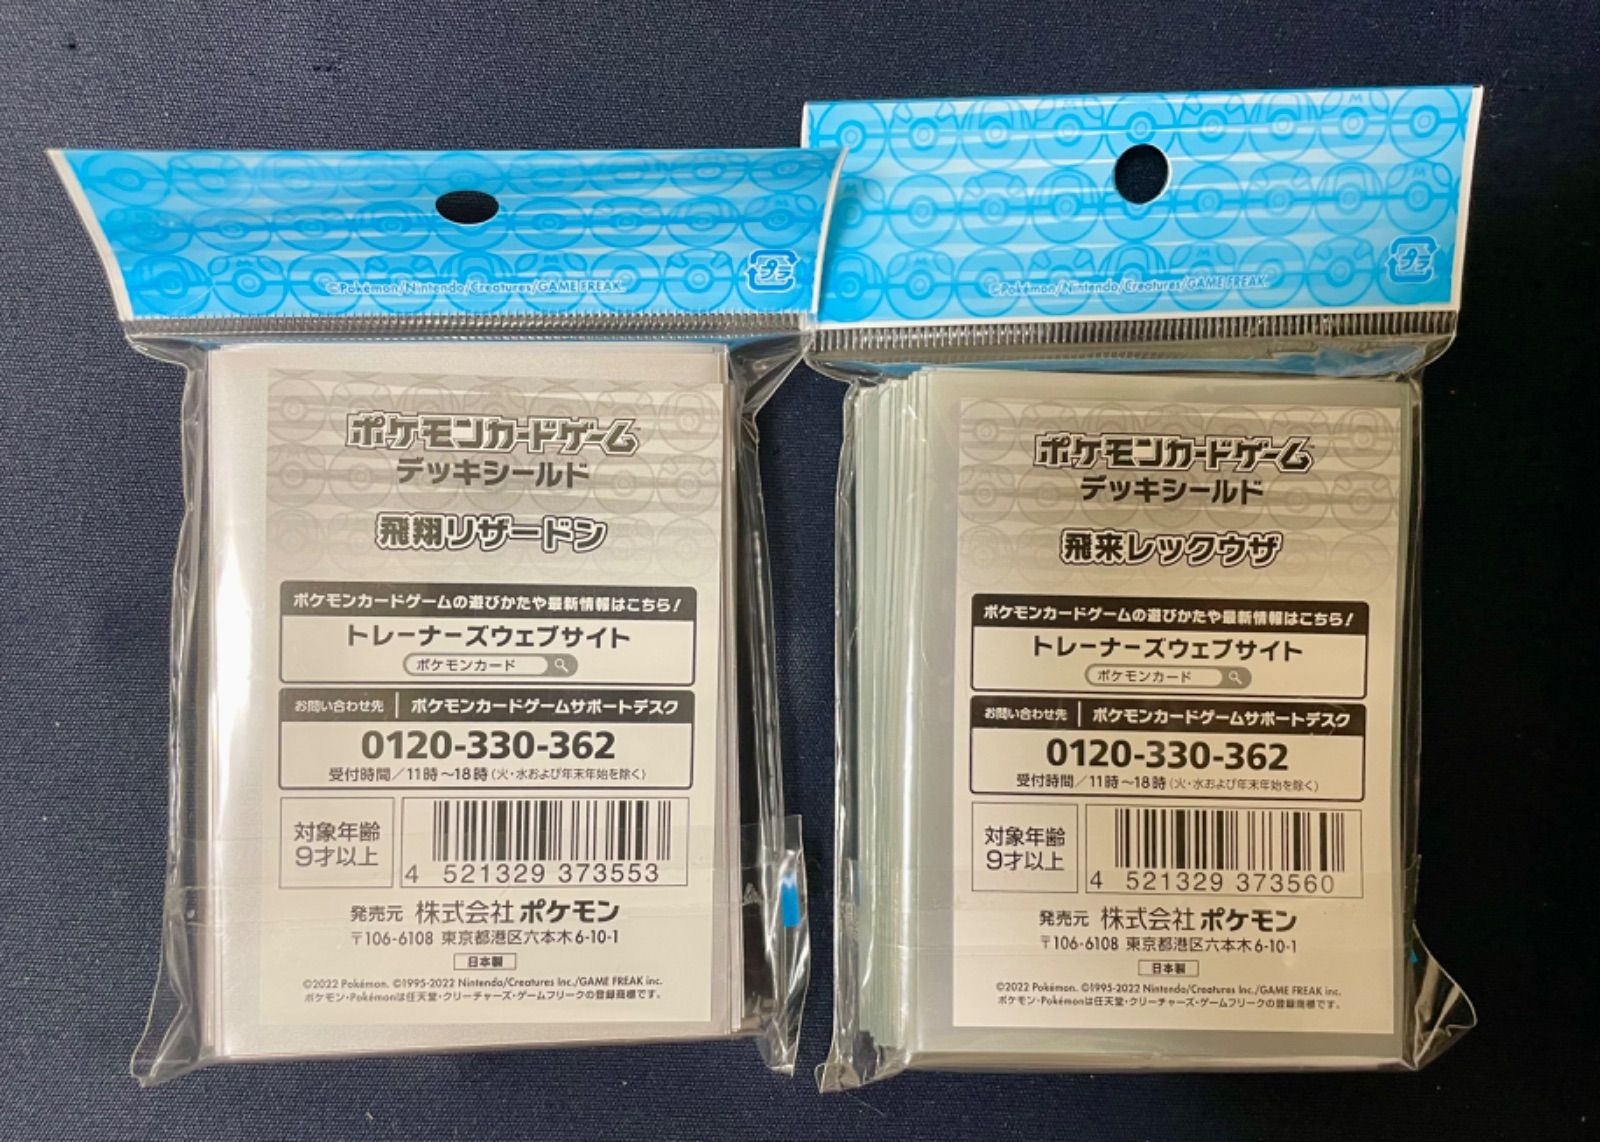 ©Pokémon/Nintendo/Creatures/GAME FREAK.
プラ
ポケモンカードゲーム
デッキシールド
飛翔リザードン
ポケモンカードゲームの遊びかたや最新情報はこちら!
トレーナーズウェブサイト
ポケモンカード
お問い合わせ先 ポケモンカードゲームサポートデスク
0120-330-362
受付時間/11時~18時(火・水および年末年始を除く)
対象年齢
9才以上
4 521329 373553
発売元 株式会社ポケモン
〒106-6108 東京都港区六本木6-10-1
日本製
©2022 Pokémon. ©1995-2022 Nintendo/Creatures Inc./GAME FREAK inc.
ポケモン・Pokémonは任天堂・クリーチャーズ・ゲームフリークの登録商標です。
©Pokémon/Nintendo/Creatures/GAME FREAK.
プラ
ポケモンカードゲーム
デッキシールド
飛来レックウザ
ポケモンカードゲームの遊びかたや最新情報はこちら!
トレーナーズウェブサイト
ポケモンカード
お問い合わせ先 ポケモンカードゲームサポートデスク
0120-330-362
受付時間/11時~18時(火・水および年末年始を除く)
対象年齢
9才以上
4 521329 373560
発売元 株式会社ポケモン
〒106-6108 東京都港区六本木6-10-1
日本製
©2022 Pokémon. ©1995-2022 Nintendo/Creatures Inc./GAME FREAK inc.
ポケモン・Pokémonは任天堂・クリーチャーズ・ゲームフリークの登録商標です。